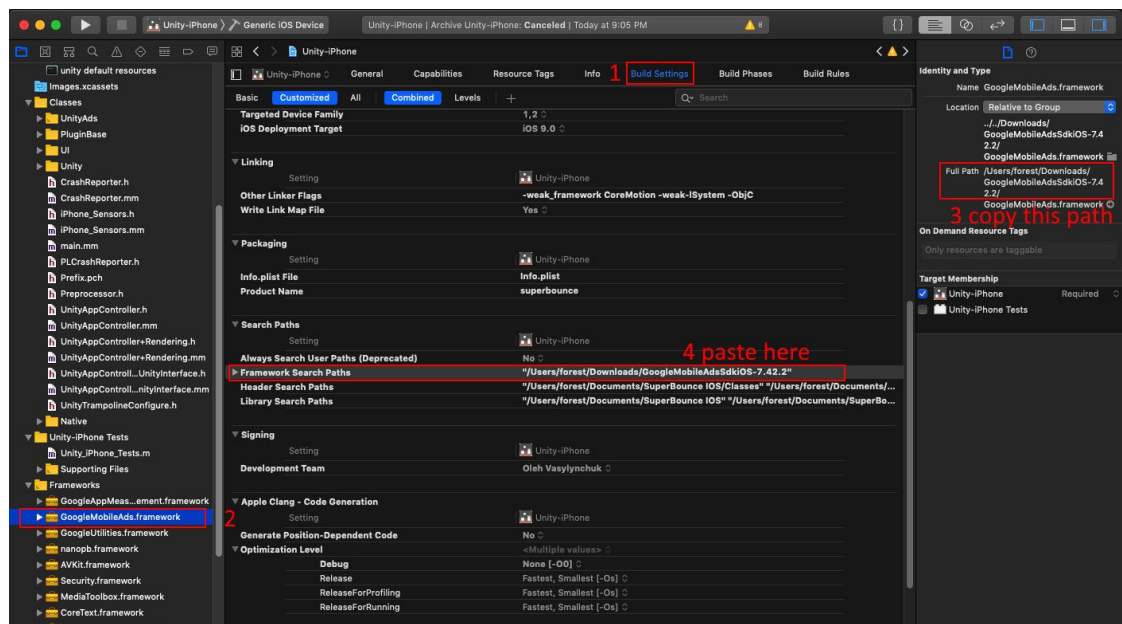 Unity-iPhone
Generic iOS Device
Unity-iPhone | Archive Unity-iPhone: Canceled | Today at 9:05 PM
8
unity default resources
Images.xcassets
Classes
UnityAds
PluginBase
UI
Unity
CrashReporter.h
CrashReporter.mm
iPhone_Sensors.h
iPhone_Sensors.mm
main.mm
PLCrashReporter.h
Prefix.pch
Preprocessor.h
UnityAppController.h
UnityAppController.mm
UnityAppController+Rendering.h
UnityAppController+Rendering.mm
UnityAppControll...UnityInterface.h
UnityAppControll...nityInterface.mm
UnityTrampolineConfigure.h
Native
Unity-iPhone Tests
Unity_iPhone_Tests.m
Supporting Files
Frameworks
GoogleAppMeas...ement.framework
GoogleMobileAds.framework
2
GoogleUtilities.framework
nanopb.framework
AVKit.framework
Security.framework
MediaToolbox.framework
CoreText.framework
Unity-iPhone
Unity-iPhone General Capabilities Resource Tags Info 1 Build Settings Build Phases Build Rules
Basic Customized All Combined Levels + Search
Targeted Device Family 1,2
iOS Deployment Target iOS 9.0
Linking
Setting Unity-iPhone
Other Linker Flags -weak_framework CoreMotion -weak-lSystem -ObjC
Write Link Map File Yes
Packaging
Setting Unity-iPhone
Info.plist File Info.plist
Product Name superbounce
Search Paths
Setting Unity-iPhone
Always Search User Paths (Deprecated) No
4 paste here
Framework Search Paths "/Users/forest/Downloads/GoogleMobileAdsSdkiOS-7.42.2"
Header Search Paths "/Users/forest/Documents/SuperBounce IOS/Classes" "/Users/forest/Documents/...
Library Search Paths "/Users/forest/Documents/SuperBounce IOS" "/Users/forest/Documents/SuperBo...
Signing
Setting Unity-iPhone
Development Team Oleh Vasylynchuk
Apple Clang - Code Generation
Setting Unity-iPhone
Generate Position-Dependent Code No
Optimization Level <Multiple values>
Debug None [-O0]
Release Fastest, Smallest [-Os]
ReleaseForProfiling Fastest, Smallest [-Os]
ReleaseForRunning Fastest, Smallest [-Os]
Identity and Type
Name GoogleMobileAds.framework
Location Relative to Group
../../Downloads/
GoogleMobileAdsSdkiOS-7.4
2.2/
GoogleMobileAds.framework
Full Path /Users/forest/Downloads/
GoogleMobileAdsSdkiOS-7.4
2.2/
GoogleMobileAds.framework
3 copy this path
On Demand Resource Tags
Only resources are taggable
Target Membership
Unity-iPhone Required
Unity-iPhone Tests